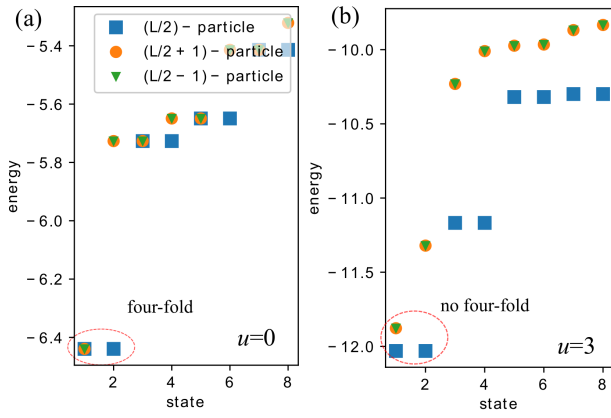 (a)
(L/2) − particle
(L/2 + 1) − particle
(L/2 − 1) − particle
−5.4
−5.6
−5.8
−6.0
−6.2
−6.4
energy
four-fold
u=0
2 4 6 8
state
(b)
−10.0
−10.5
−11.0
−11.5
−12.0
energy
no four-fold
u=3
2 4 6 8
state